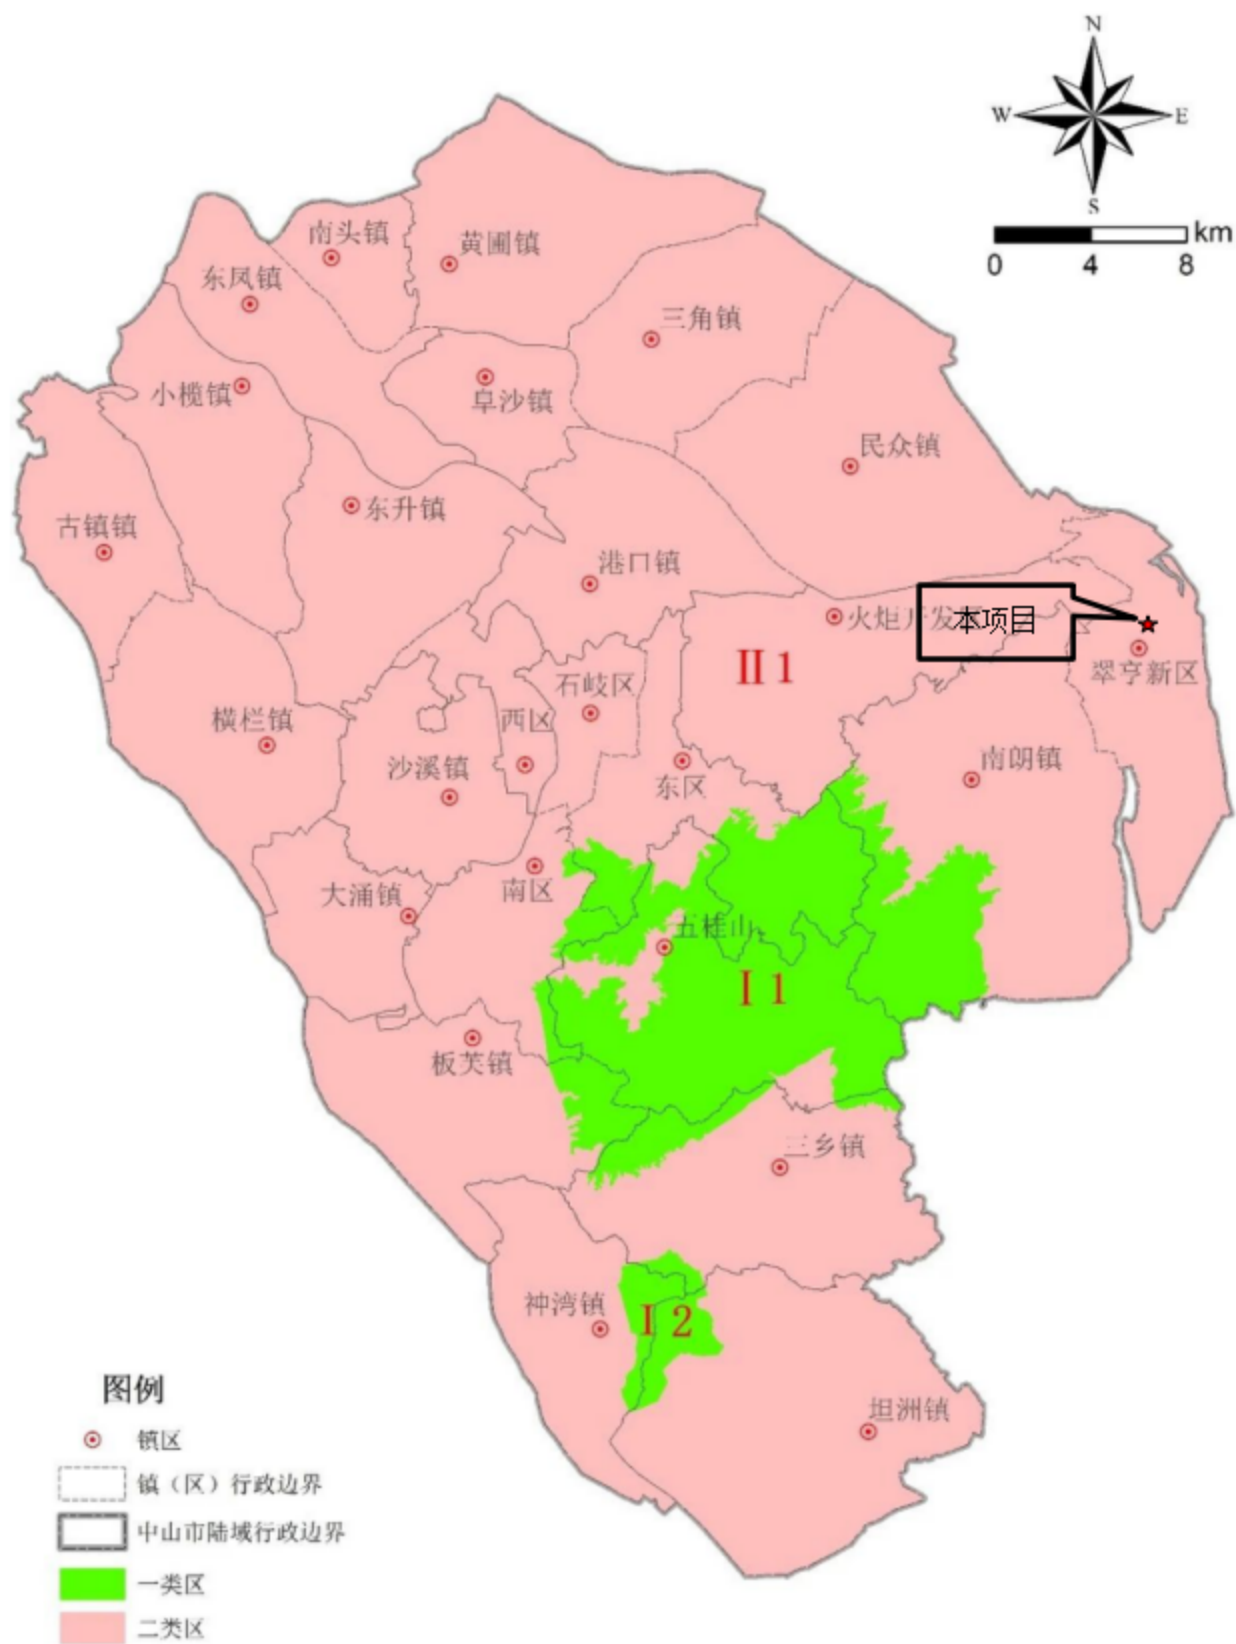 N
W
E
S
km
0 4 8
南头镇
黄圃镇
东凤镇
三角镇
小榄镇
阜沙镇
民众镇
东升镇
古镇镇
港口镇
火炬开发区
本项目
II 1
翠亨新区
石岐区
横栏镇
西区
沙溪镇
东区
南朗镇
大涌镇
南区
五桂山
I 1
板芙镇
三乡镇
神湾镇
I 2
坦洲镇
图例
镇区
镇（区）行政边界
中山市陆域行政边界
一类区
二类区